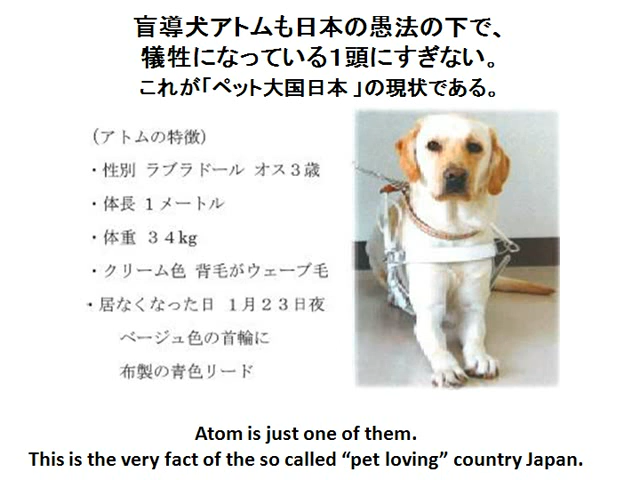 盲導犬アトムも日本の愚法の下で、
犠牲になっている１頭にすぎない。
これが「ペット大国日本 」の現状である。
(アトムの特徴)
・性別 ラブラドール オス３歳
・体長 １メートル
・体重 ３４kg
・クリーム色 背毛がウェーブ毛
・居なくなった日 １月２３日夜
ベージュ色の首輪に
布製の青色リード
Atom is just one of them.
This is the very fact of the so called “pet loving” country Japan.